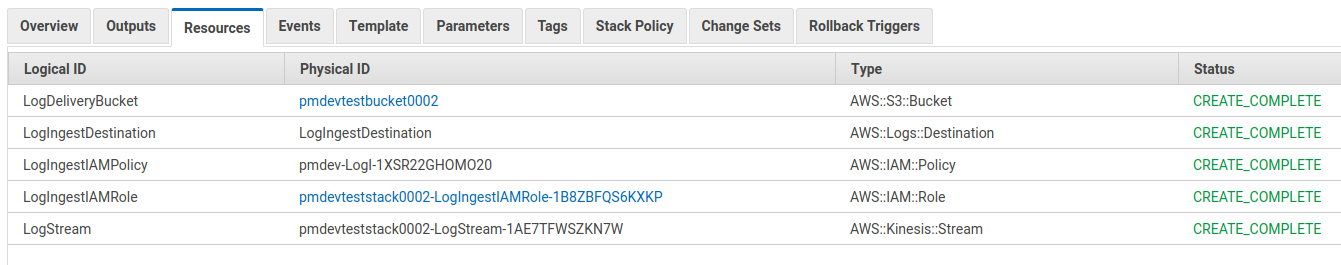 Overview Outputs Resources Events Template Parameters Tags Stack Policy Change Sets Rollback Triggers
Logical ID Physical ID Type Status
LogDeliveryBucket pmdevtestbucket0002 AWS::S3::Bucket CREATE_COMPLETE
LogIngestDestination LogIngestDestination AWS::Logs::Destination CREATE_COMPLETE
LogIngestIAMPolicy pmdev-LogI-1XSR22GHOMO20 AWS::IAM::Policy CREATE_COMPLETE
LogIngestIAMRole pmdevteststack0002-LogIngestIAMRole-1B8ZBFQS6KXKP AWS::IAM::Role CREATE_COMPLETE
LogStream pmdevteststack0002-LogStream-1AE7TFWSZKN7W AWS::Kinesis::Stream CREATE_COMPLETE